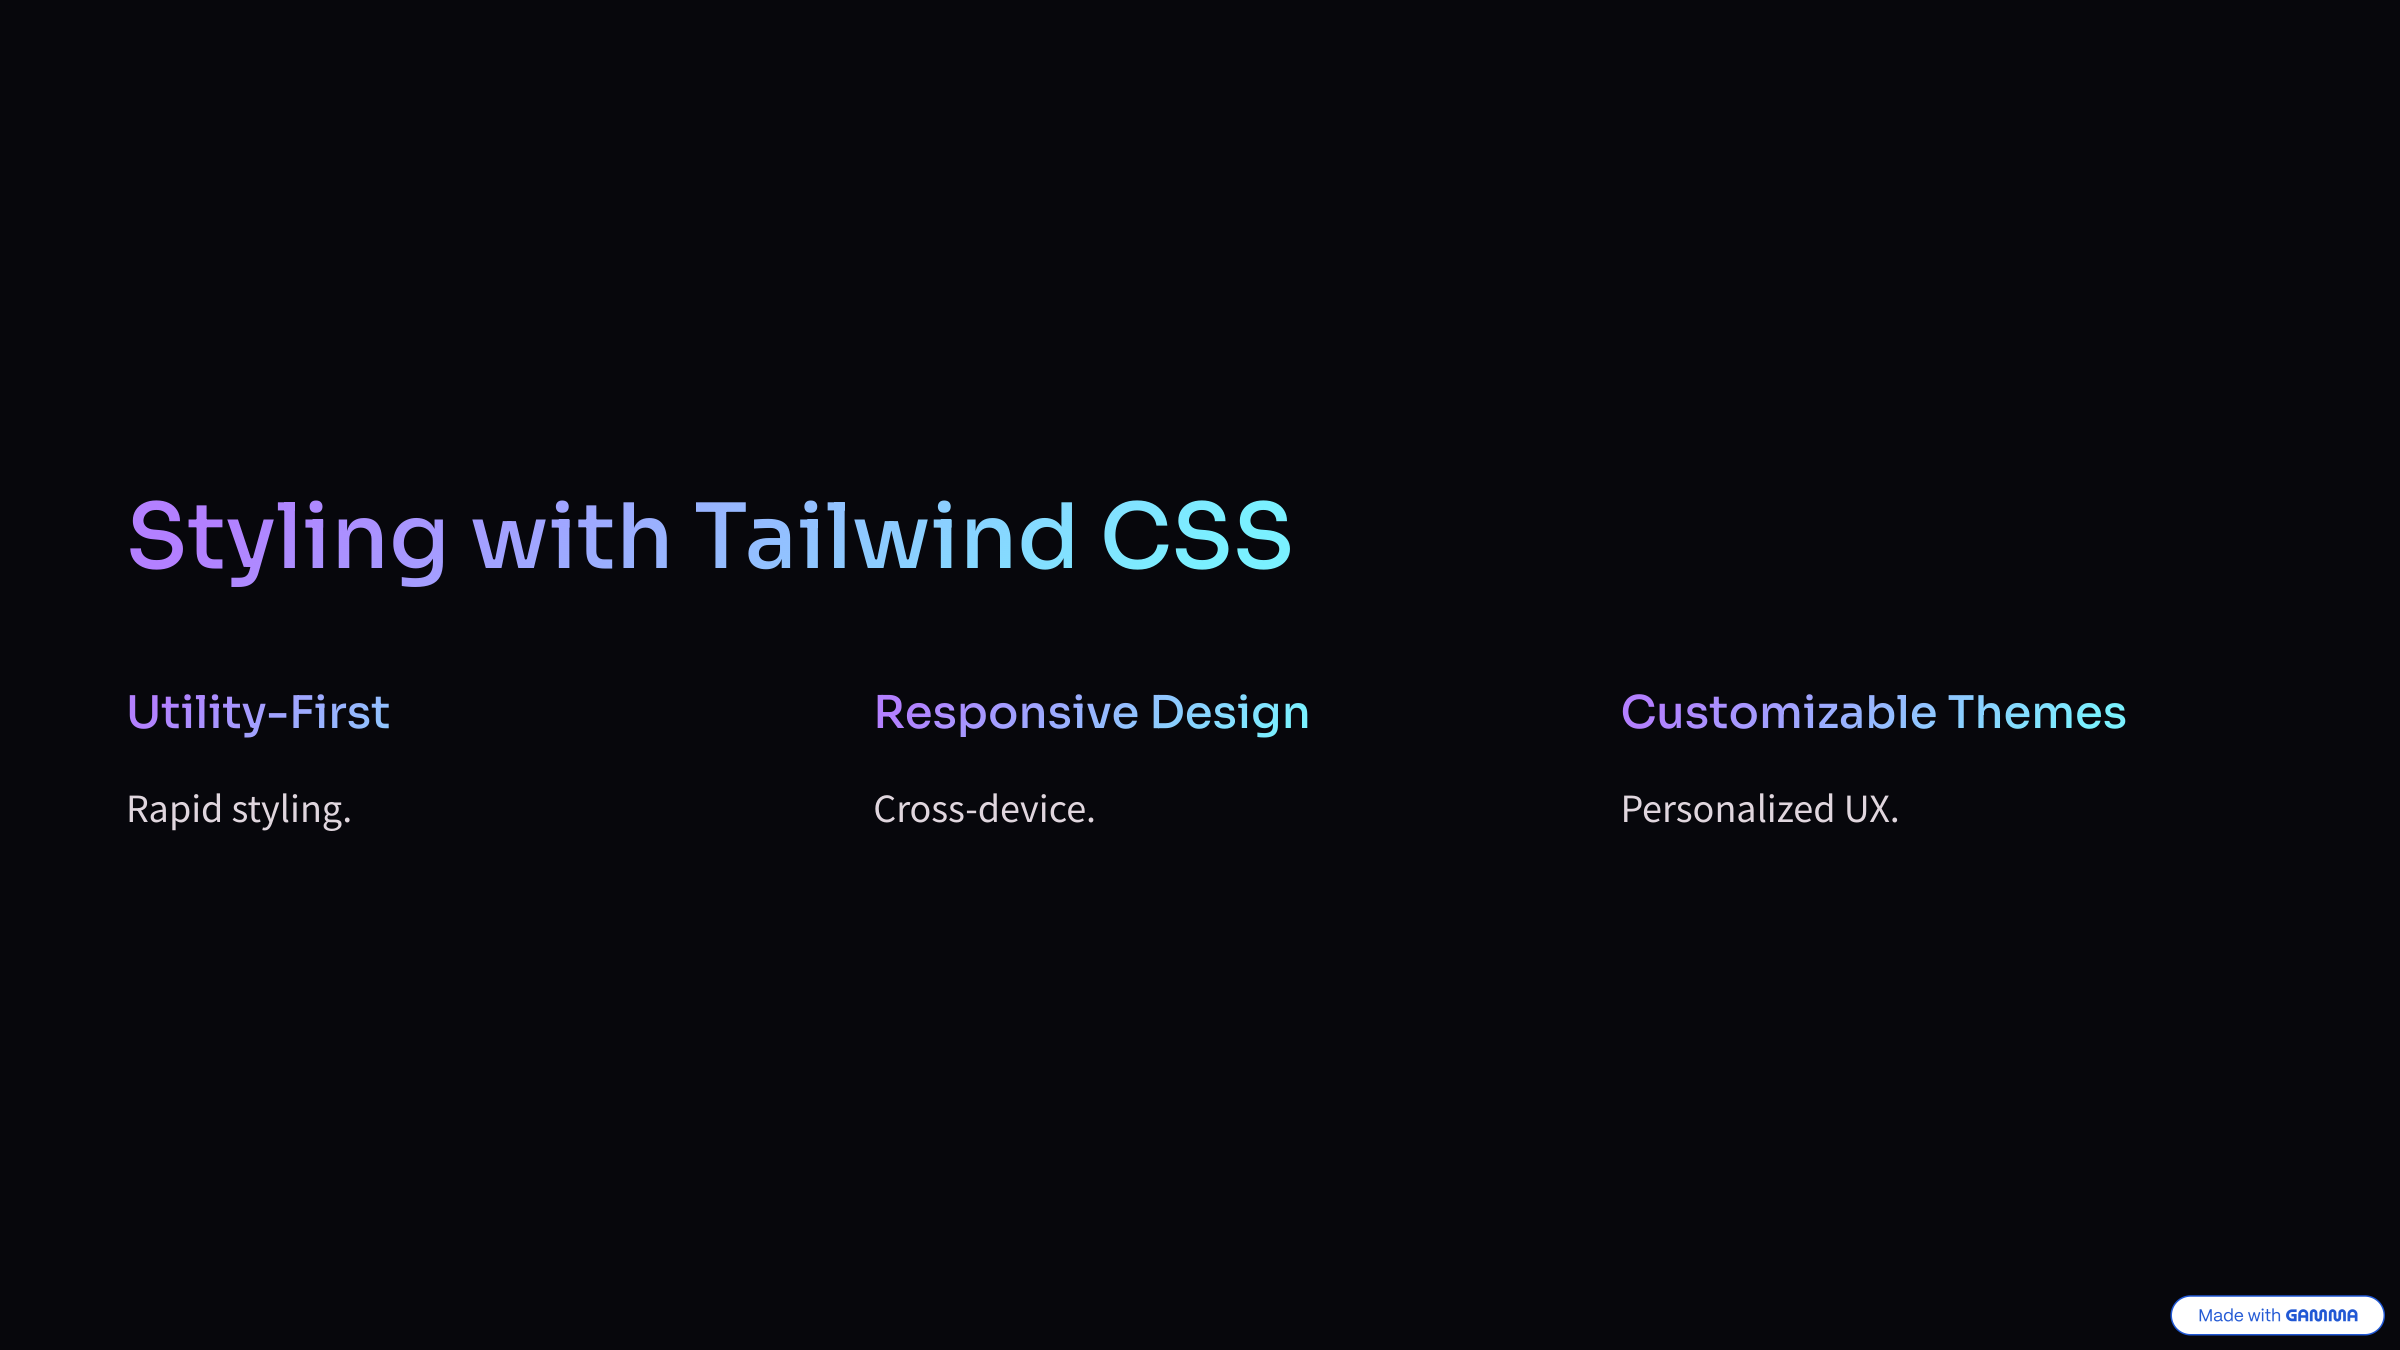 Styling with Tailwind CSS
Utility-First
Rapid styling.
Responsive Design
Cross-device.
Customizable Themes
Personalized UX.
Made with GAMMA